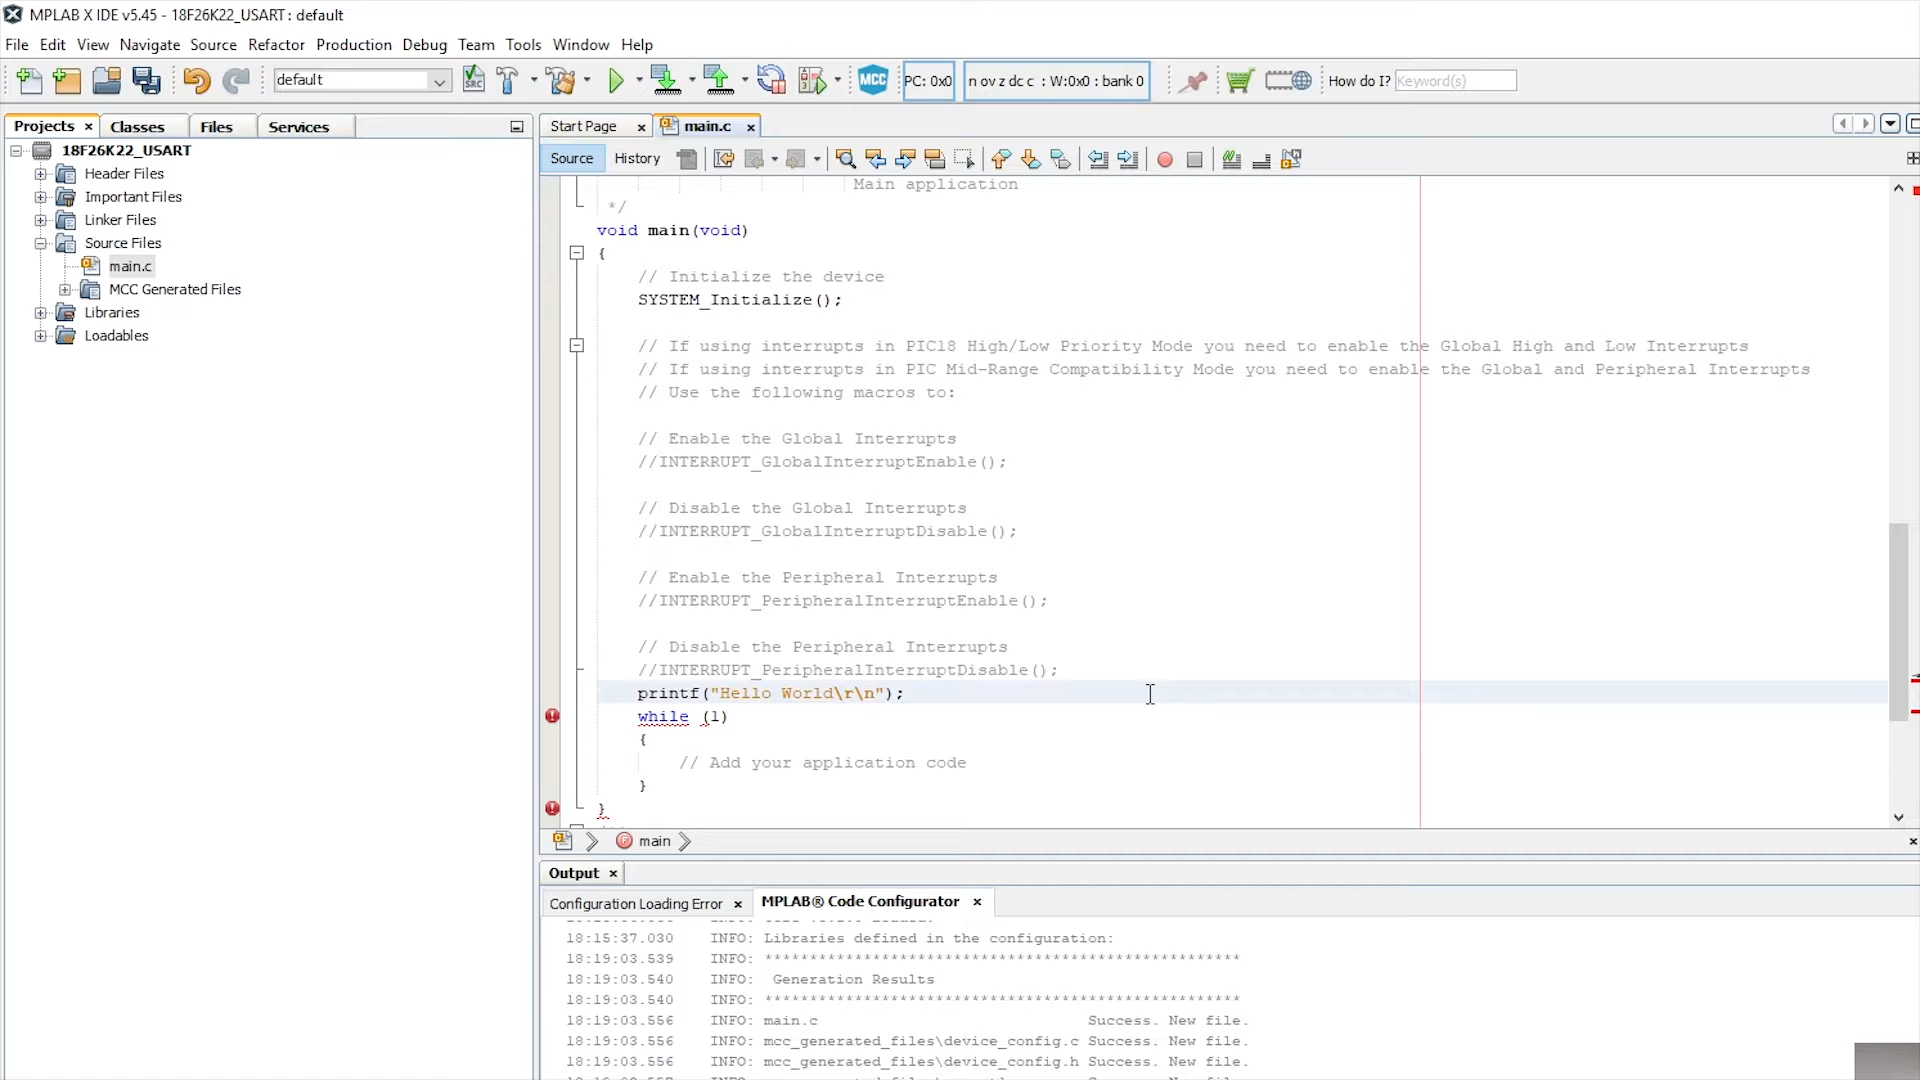 MPLAB X IDE v5.45 - 18F26K22_USART : default
File Edit View Navigate Source Refactor Production Debug Team Tools Window Help
default SRC MCC PC: 0x0 n ov z dc c : W:0x0 : bank 0 How do I? Keyword(s)
Projects Classes Files Services
18F26K22_USART
Header Files
Important Files
Linker Files
Source Files
main.c
MCC Generated Files
Libraries
Loadables
Start Page main.c
Source History
Main application
*/
void main(void)
{
// Initialize the device
SYSTEM_Initialize();
// If using interrupts in PIC18 High/Low Priority Mode you need to enable the Global High and Low Interrupts
// If using interrupts in PIC Mid-Range Compatibility Mode you need to enable the Global and Peripheral Interrupts
// Use the following macros to:
// Enable the Global Interrupts
//INTERRUPT_GlobalInterruptEnable();
// Disable the Global Interrupts
//INTERRUPT_GlobalInterruptDisable();
// Enable the Peripheral Interrupts
//INTERRUPT_PeripheralInterruptEnable();
// Disable the Peripheral Interrupts
//INTERRUPT_PeripheralInterruptDisable();
printf("Hello World\r\n");
while (1)
{
// Add your application code
}
}
main
Output
Configuration Loading Error MPLAB® Code Configurator
18:15:37.030 INFO: Libraries defined in the configuration:
18:19:03.539 INFO: ****************************************************
18:19:03.540 INFO: Generation Results
18:19:03.540 INFO: ****************************************************
18:19:03.556 INFO: main.c Success. New file.
18:19:03.556 INFO: mcc_generated_files\device_config.c Success. New file.
18:19:03.556 INFO: mcc_generated_files\device_config.h Success. New file.